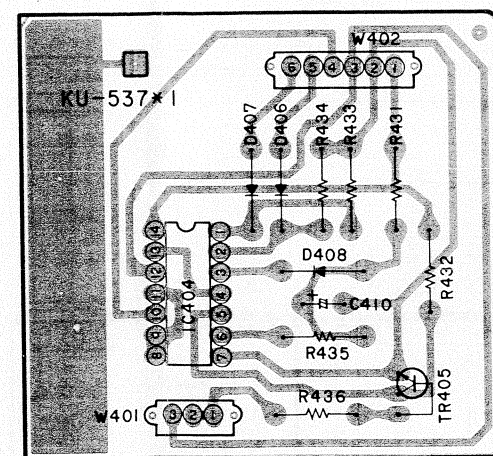 W402
6 5 4 3 2 1
KU-537*1
D407
D406
R434
R433
R431
14 1
13 2
12 3
11 4
10 5
9 6
8 7
IC404
D408
+
C410
R432
R435
W401
3 2 1
R436
TR405